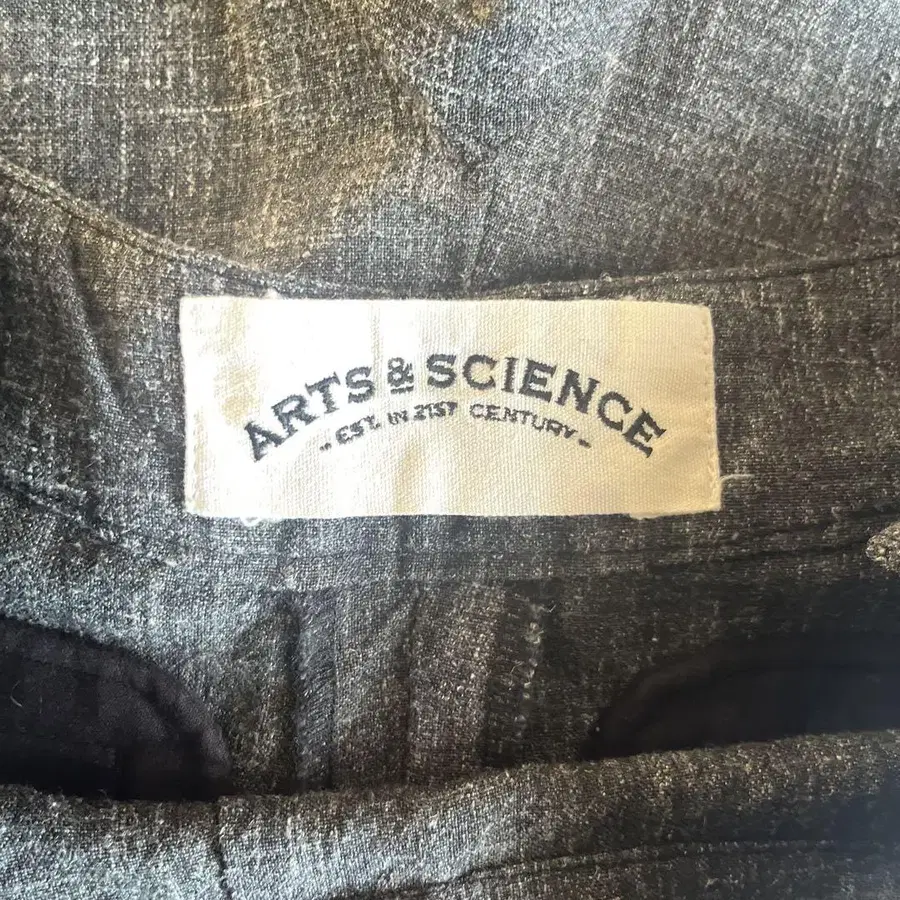 ARTS & SCIENCE
- EST. IN 21ST CENTURY -